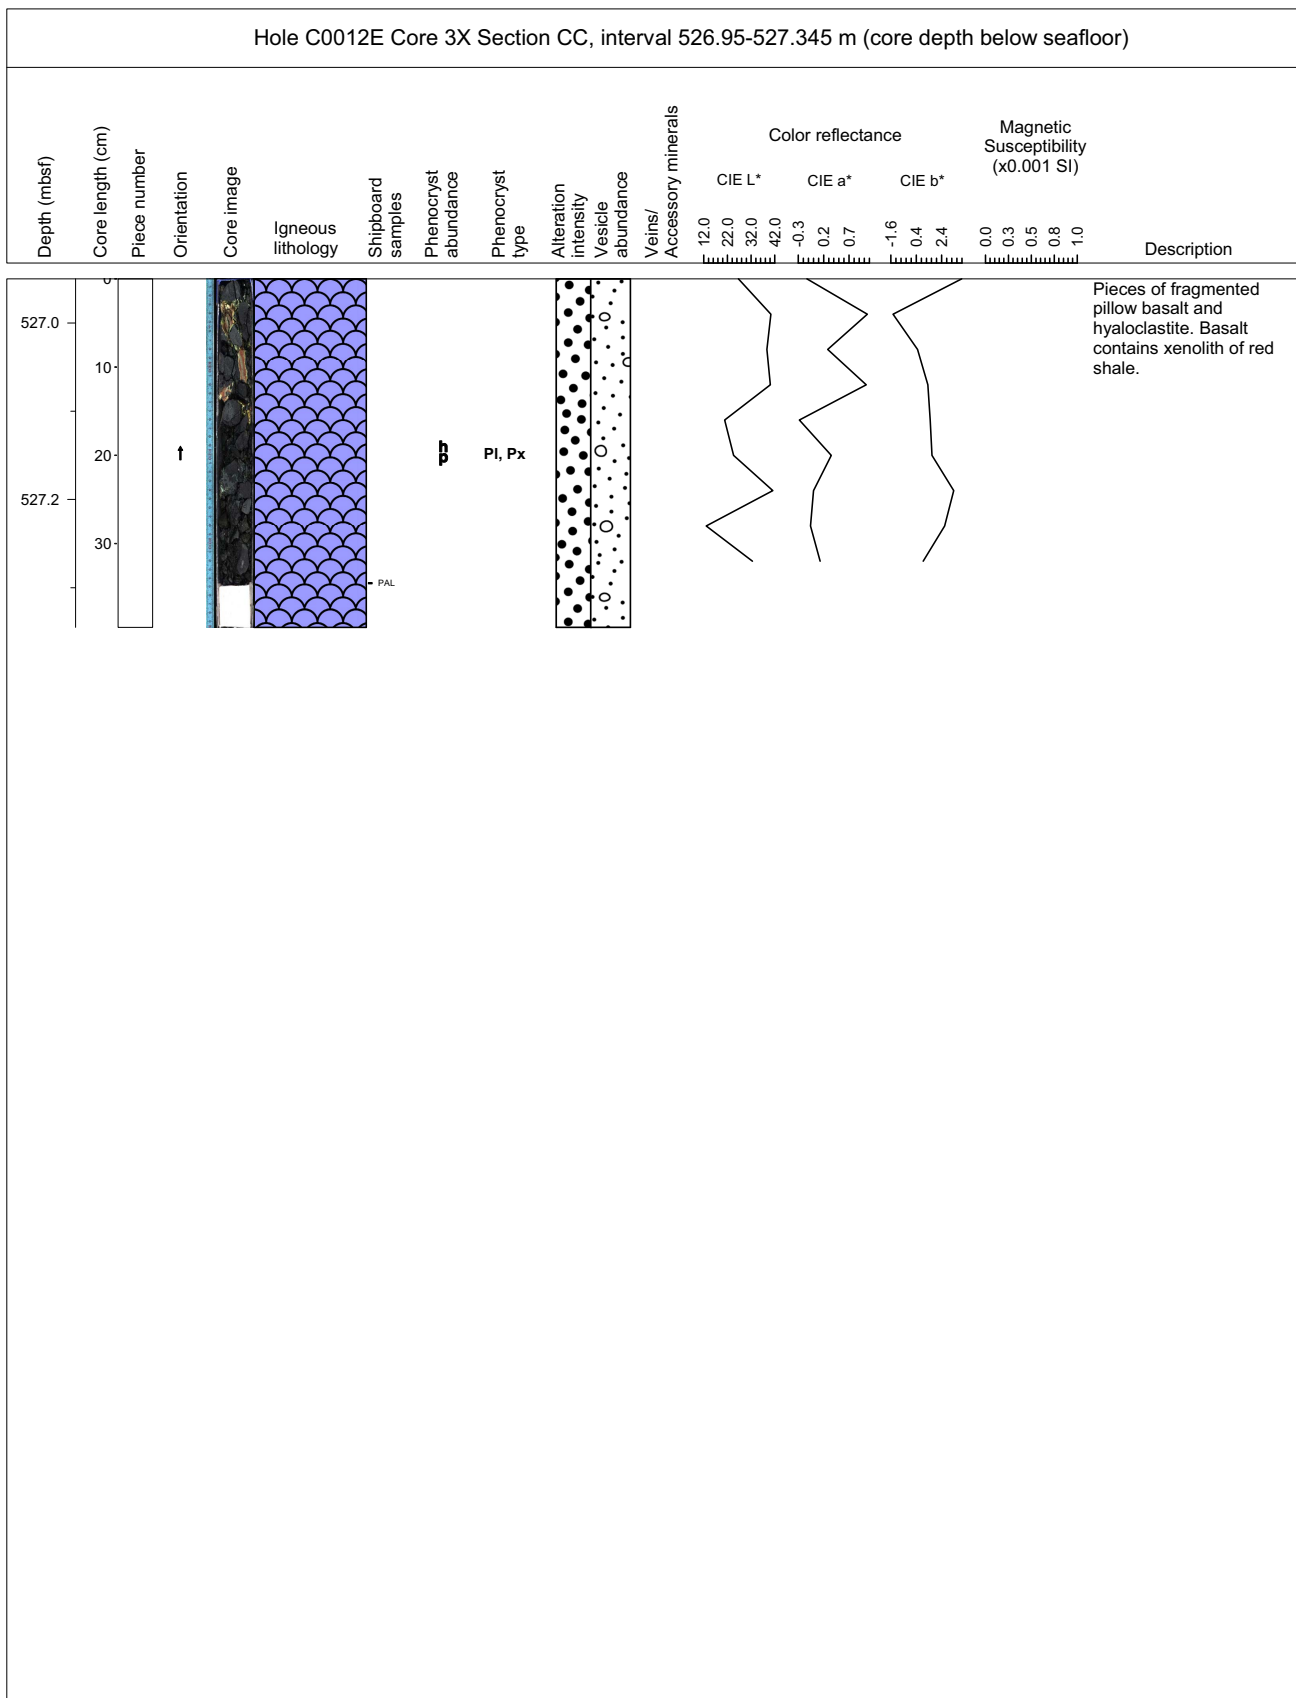 Hole C0012E Core 3X Section CC, interval 526.95-527.345 m (core depth below seafloor)
Depth (mbsf)
Core length (cm)
Piece number
Orientation
Core image
Igneous
lithology
Shipboard
samples
Phenocryst
abundance
Phenocryst
type
Alteration
intensity
Vesicle
abundance
Veins/
Accessory minerals
Color reflectance
CIE L*
CIE a*
CIE b*
12.0
22.0
32.0
42.0
-0.3
0.2
0.7
-1.6
0.4
2.4
Magnetic
Susceptibility
(x0.001 SI)
0.0
0.3
0.5
0.8
1.0
Description
0
527.0
10
20
527.2
30
PAL
hp
Pl, Px
Pieces of fragmented
pillow basalt and
hyaloclastite. Basalt
contains xenolith of red
shale.